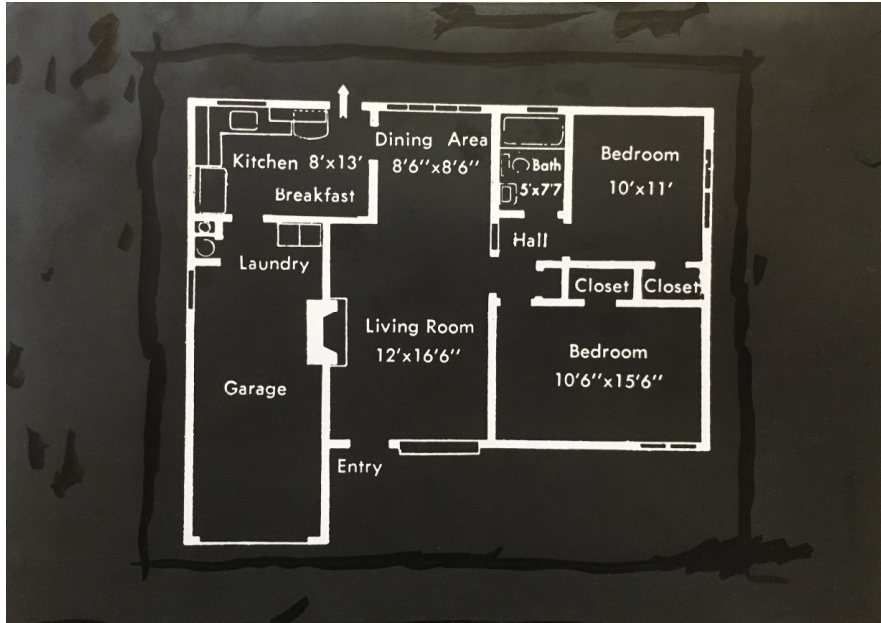 Kitchen 8'x13'
Breakfast
Dining Area
8'6''x8'6''
Bath
5'x7'7
Bedroom
10'x11'
Hall
Laundry
Closet
Closet
Living Room
12'x16'6''
Bedroom
10'6''x15'6''
Garage
Entry